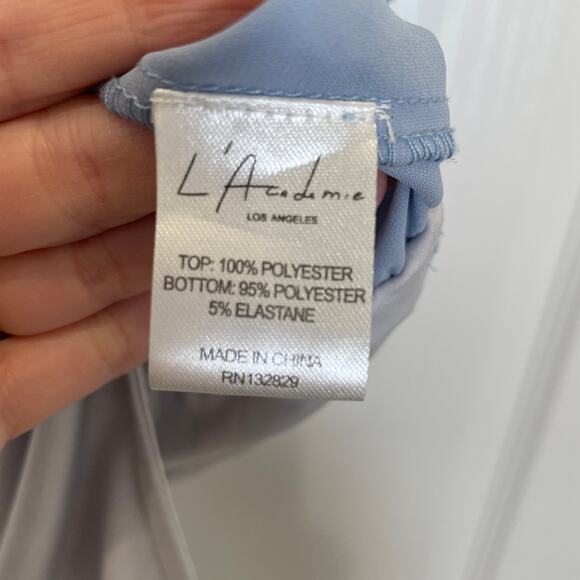 L'Academie
LOS ANGELES
TOP: 100% POLYESTER
BOTTOM: 95% POLYESTER
5% ELASTANE
MADE IN CHINA
RN132829